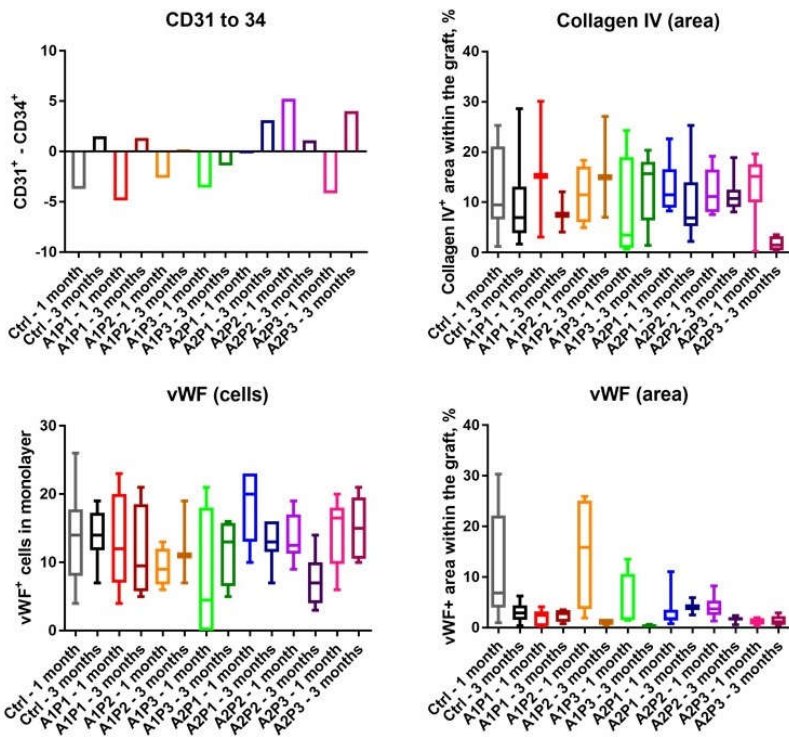 CD31 to 34
CD31⁺ - CD34⁺
10
5
0
-5
-10
Ctrl - 1 month
Ctrl - 3 months
A1P1 - 1 month
A1P1 - 3 months
A1P2 - 1 month
A1P2 - 3 months
A1P3 - 1 month
A1P3 - 3 months
A2P1 - 1 month
A2P1 - 3 months
A2P2 - 1 month
A2P2 - 3 months
A2P3 - 1 month
A2P3 - 3 months
Collagen IV (area)
Collagen IV⁺ area within the graft, %
40
30
20
10
0
Ctrl - 1 month
Ctrl - 3 months
A1P1 - 1 month
A1P1 - 3 months
A1P2 - 1 month
A1P2 - 3 months
A1P3 - 1 month
A1P3 - 3 months
A2P1 - 1 month
A2P1 - 3 months
A2P2 - 1 month
A2P2 - 3 months
A2P3 - 1 month
A2P3 - 3 months
vWF (cells)
vWF⁺ cells in monolayer
30
20
10
0
Ctrl - 1 month
Ctrl - 3 months
A1P1 - 1 month
A1P1 - 3 months
A1P2 - 1 month
A1P2 - 3 months
A1P3 - 1 month
A1P3 - 3 months
A2P1 - 1 month
A2P1 - 3 months
A2P2 - 1 month
A2P2 - 3 months
A2P3 - 1 month
A2P3 - 3 months
vWF (area)
vWF+ area within the graft, %
40
30
20
10
0
Ctrl - 1 month
Ctrl - 3 months
A1P1 - 1 month
A1P1 - 3 months
A1P2 - 1 month
A1P2 - 3 months
A1P3 - 1 month
A1P3 - 3 months
A2P1 - 1 month
A2P1 - 3 months
A2P2 - 1 month
A2P2 - 3 months
A2P3 - 1 month
A2P3 - 3 months